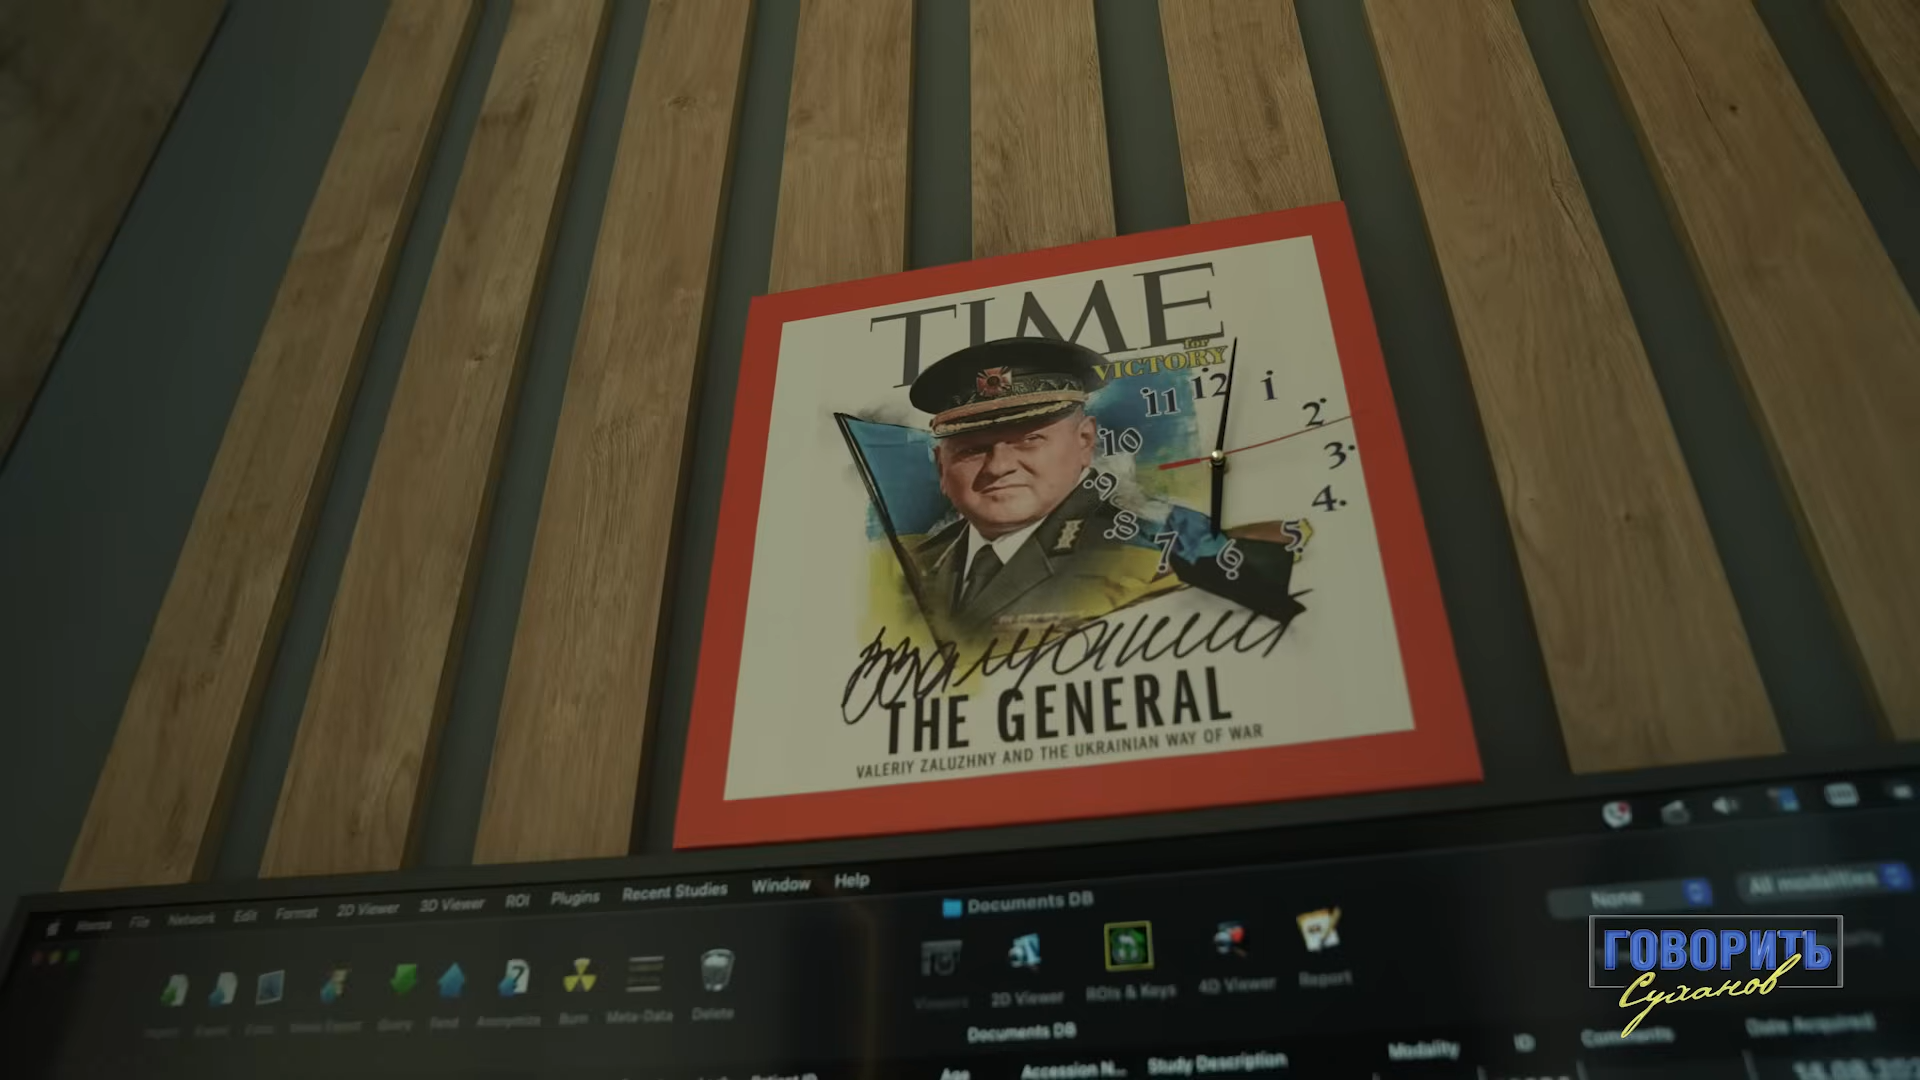 TIME
for
VICTORY
12
1
11
2
10
3
9
4
8
5
7
6
THE GENERAL
VALERIY ZALUZHNY AND THE UKRAINIAN WAY OF WAR
File Network Edit Format 2D Viewer 3D Viewer ROI Plugins Recent Studies Window Help
Documents DB
None All modalities
Anonymize Burn Meta-Data Delete
Viewers 2D Viewer ROIs & Keys 4D Viewer Report
Documents DB
Age Accession N... Study Description Modality ID Comments Date Acquired
ГОВОРИТЬ
Суханов